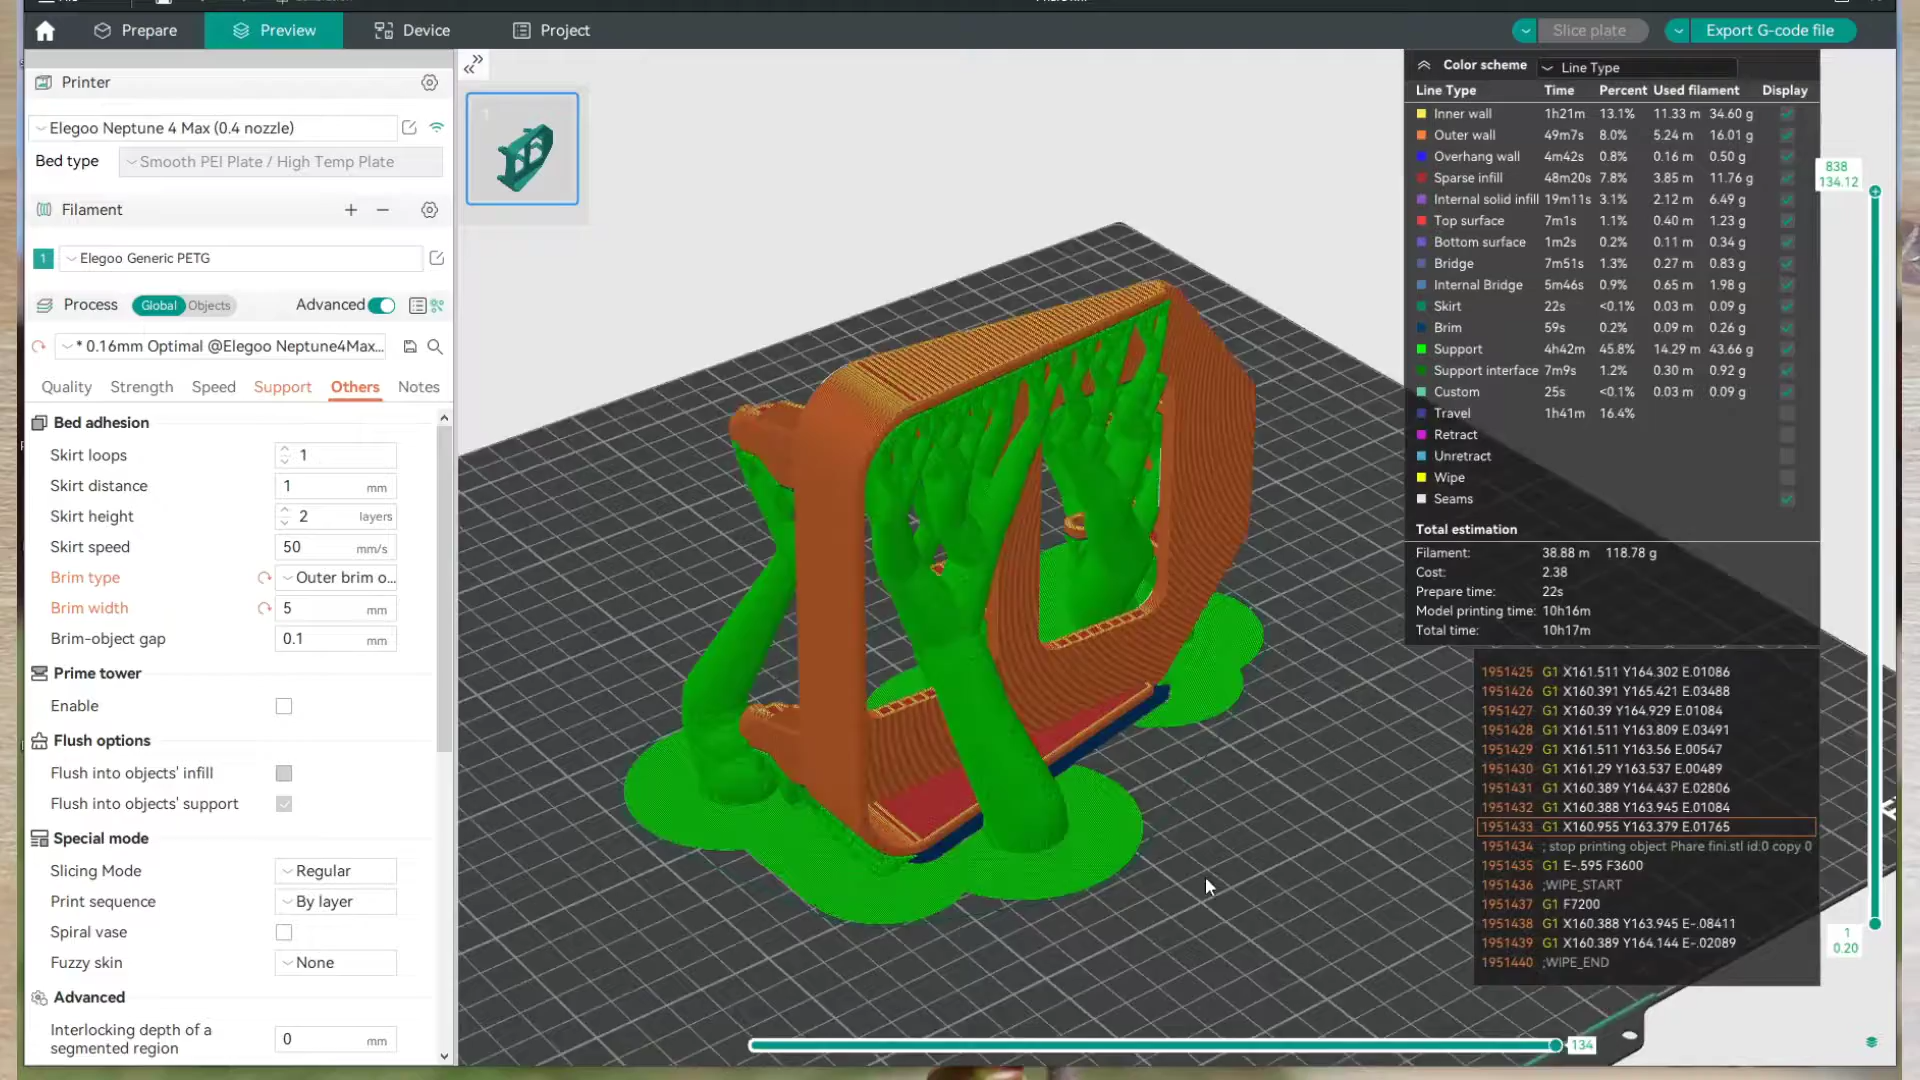 Prepare
Preview
Device
Project
Slice plate
Export G-code file
Printer
Elegoo Neptune 4 Max (0.4 nozzle)
Bed type
Smooth PEI Plate / High Temp Plate
Filament
1
Elegoo Generic PETG
Process
Global
Objects
Advanced
* 0.16mm Optimal @Elegoo Neptune4Max...
Quality
Strength
Speed
Support
Others
Notes
Bed adhesion
Skirt loops 1
Skirt distance 1 mm
Skirt height 2 layers
Skirt speed 50 mm/s
Brim type Outer brim o...
Brim width 5 mm
Brim-object gap 0.1 mm
Prime tower
Enable
Flush options
Flush into objects' infill
Flush into objects' support
Special mode
Slicing Mode Regular
Print sequence By layer
Spiral vase
Fuzzy skin None
Advanced
Interlocking depth of a
segmented region 0 mm
1
Color scheme Line Type
Line Type Time Percent Used filament Display
Inner wall 1h21m 13.1% 11.33 m 34.60 g
Outer wall 49m7s 8.0% 5.24 m 16.01 g
Overhang wall 4m42s 0.8% 0.16 m 0.50 g
Sparse infill 48m20s 7.8% 3.85 m 11.76 g
Internal solid infill 19m11s 3.1% 2.12 m 6.49 g
Top surface 7m1s 1.1% 0.40 m 1.23 g
Bottom surface 1m2s 0.2% 0.11 m 0.34 g
Bridge 7m51s 1.3% 0.27 m 0.83 g
Internal Bridge 5m46s 0.9% 0.65 m 1.98 g
Skirt 22s <0.1% 0.03 m 0.09 g
Brim 59s 0.2% 0.09 m 0.26 g
Support 4h42m 45.8% 14.29 m 43.66 g
Support interface 7m9s 1.2% 0.30 m 0.92 g
Custom 25s <0.1% 0.03 m 0.09 g
Travel 1h41m 16.4%
Retract
Unretract
Wipe
Seams
Total estimation
Filament: 38.88 m 118.78 g
Cost: 2.38
Prepare time: 22s
Model printing time: 10h16m
Total time: 10h17m
838
134.12
1951425 G1 X161.511 Y164.302 E.01086
1951426 G1 X160.391 Y165.421 E.03488
1951427 G1 X160.39 Y164.929 E.01084
1951428 G1 X161.511 Y163.809 E.03491
1951429 G1 X161.511 Y163.56 E.00547
1951430 G1 X161.29 Y163.537 E.00489
1951431 G1 X160.389 Y164.437 E.02806
1951432 G1 X160.388 Y163.945 E.01084
1951433 G1 X160.955 Y163.379 E.01765
1951434 ; stop printing object Phare fini.stl id:0 copy 0
1951435 G1 E-.595 F3600
1951436 ;WIPE_START
1951437 G1 F7200
1951438 G1 X160.388 Y163.945 E-.08411
1951439 G1 X160.389 Y164.144 E-.02089
1951440 ;WIPE_END
1
0.20
134